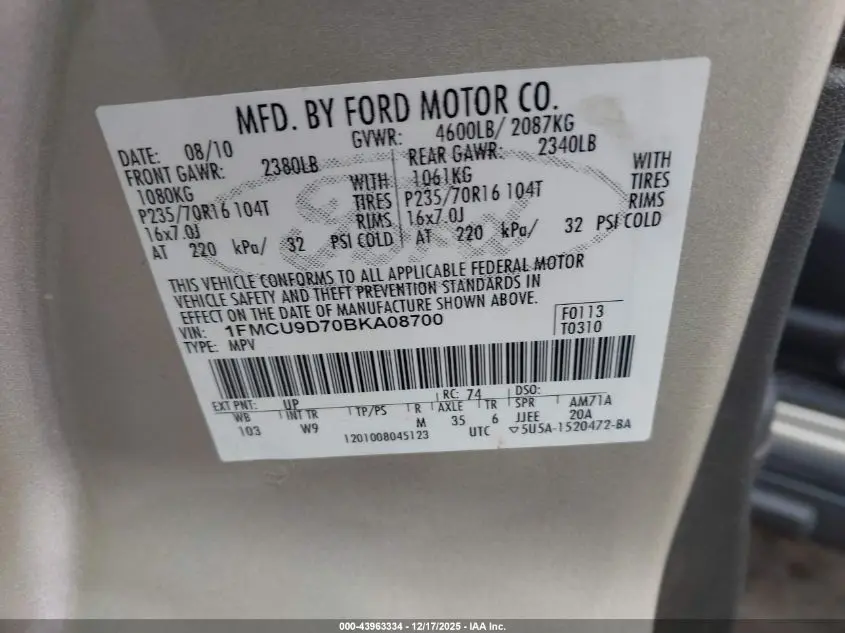 MFD. BY FORD MOTOR CO.
DATE: 08/10 GVWR: 4600LB/ 2087KG
FRONT GAWR: 2380LB REAR GAWR: 2340LB
1080KG WITH 1061KG WITH
P235/70R16 104T TIRES P235/70R16 104T TIRES
16x7.0J RIMS 16x7.0J RIMS
AT 220 kPa/ 32 PSI COLD AT 220 kPa/ 32 PSI COLD
THIS VEHICLE CONFORMS TO ALL APPLICABLE FEDERAL MOTOR
VEHICLE SAFETY AND THEFT PREVENTION STANDARDS IN
EFFECT ON THE DATE OF MANUFACTURE SHOWN ABOVE.
VIN: 1FMCU9D70BKA08700 F0113
TYPE: MPV T0310
EXT PNT: UP RC: 74 DSO:
WB INT TR TP/PS R AXLE TR SPR AM71A
103 W9 M 35 6 JJEE 20A
1201008045123 UTC ▽5U5A-1520472-BA
000-43963334 | 12/17/2025 - IAA Inc.